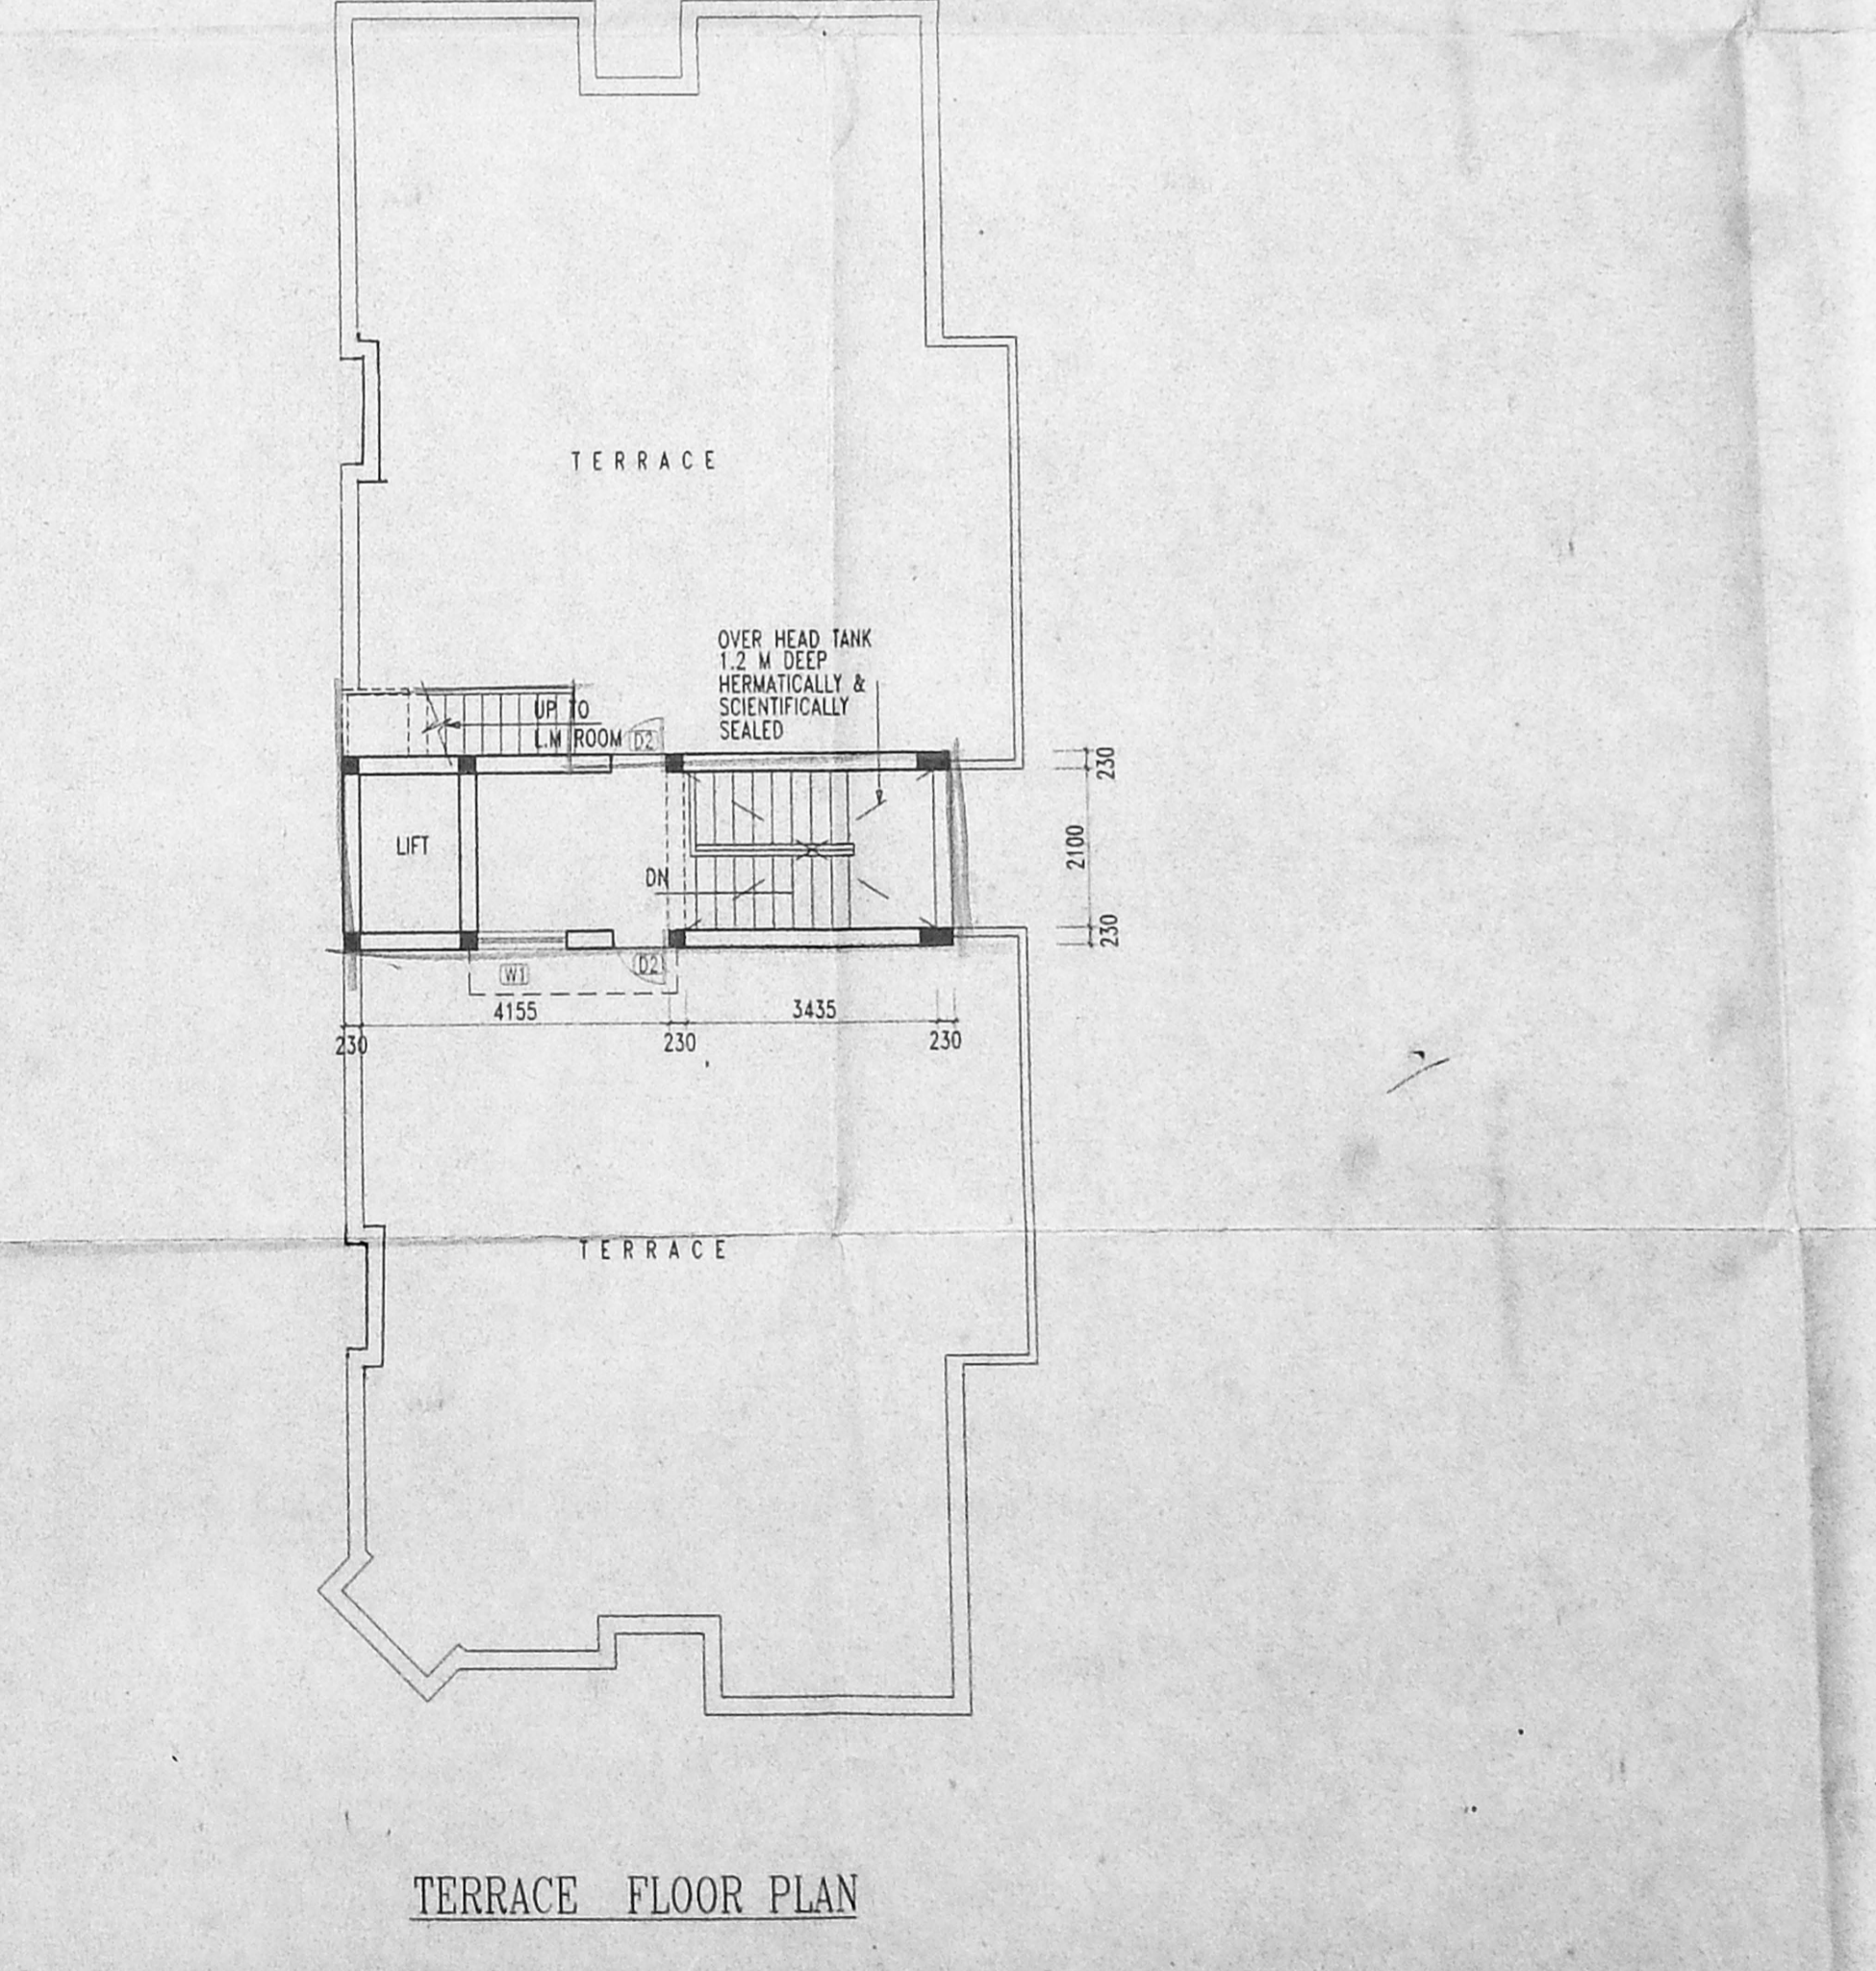 TERRACE
OVER HEAD TANK
1.2 M DEEP
HERMATICALLY &
SCIENTIFICALLY
SEALED
UP TO
L.M ROOM
D2
230
LIFT
2100
DN
230
W1
D2
4155
3435
230
230
230
TERRACE
TERRACE FLOOR PLAN